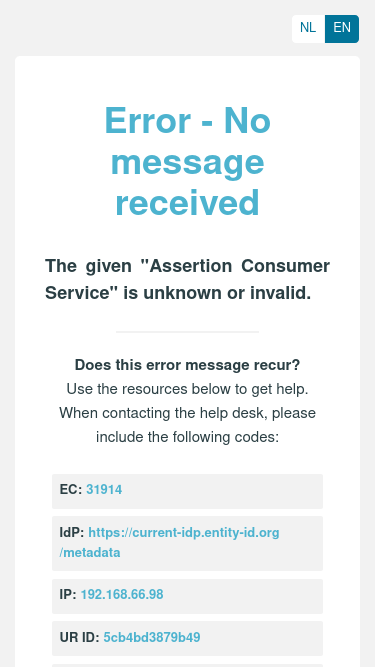 NL EN
Error - No
message
received
The given "Assertion Consumer
Service" is unknown or invalid.
Does this error message recur?
Use the resources below to get help.
When contacting the help desk, please
include the following codes:
EC: 31914
IdP: https://current-idp.entity-id.org
/metadata
IP: 192.168.66.98
UR ID: 5cb4bd3879b49